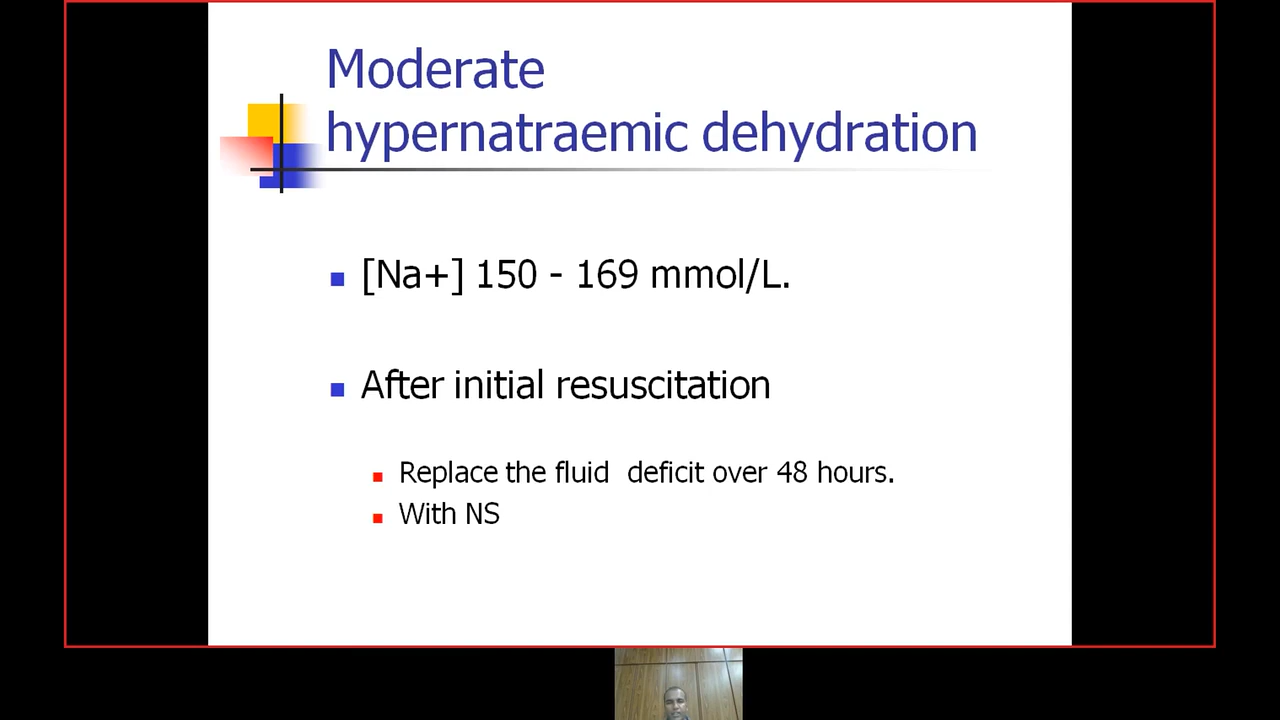 Moderate
hypernatraemic dehydration
[Na+] 150 - 169 mmol/L.
After initial resuscitation
Replace the fluid deficit over 48 hours.
With NS